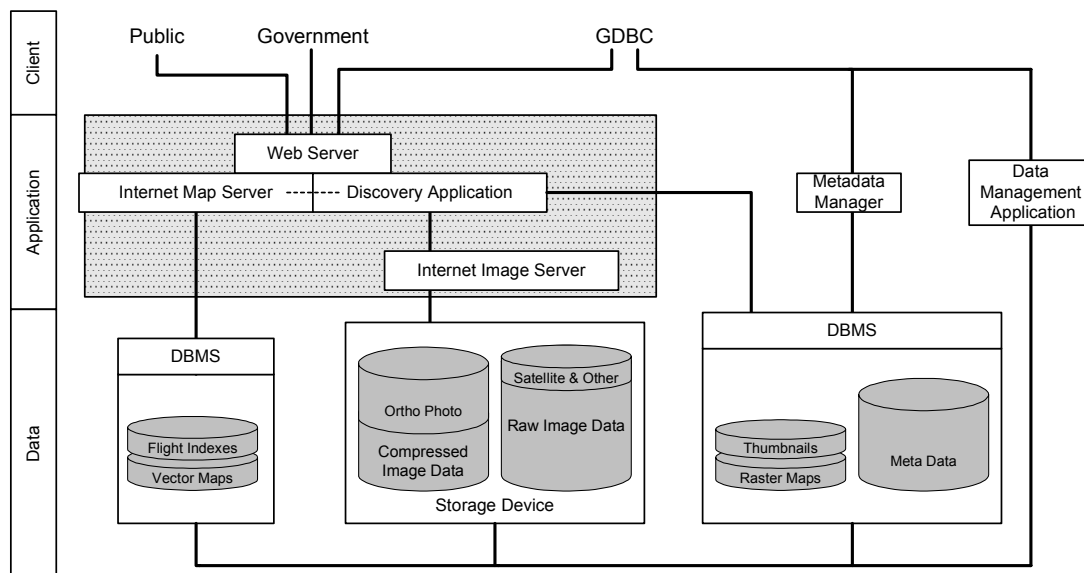 Client
Public
Government
GDBC
Application
Web Server
Internet Map Server
Discovery Application
Internet Image Server
Metadata
Manager
Data
Management
Application
Data
DBMS
Flight Indexes
Vector Maps
Ortho Photo
Compressed
Image Data
Satellite & Other
Raw Image Data
Storage Device
DBMS
Thumbnails
Raster Maps
Meta Data